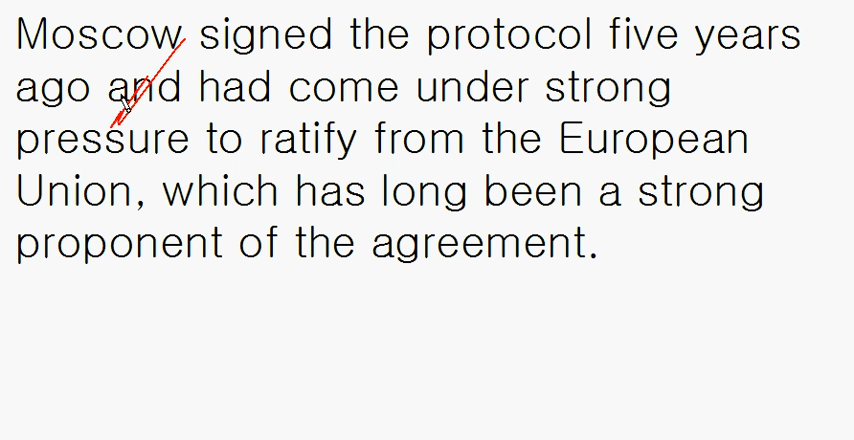 Moscow signed the protocol five years
ago and had come under strong
pressure to ratify from the European
Union, which has long been a strong
proponent of the agreement.